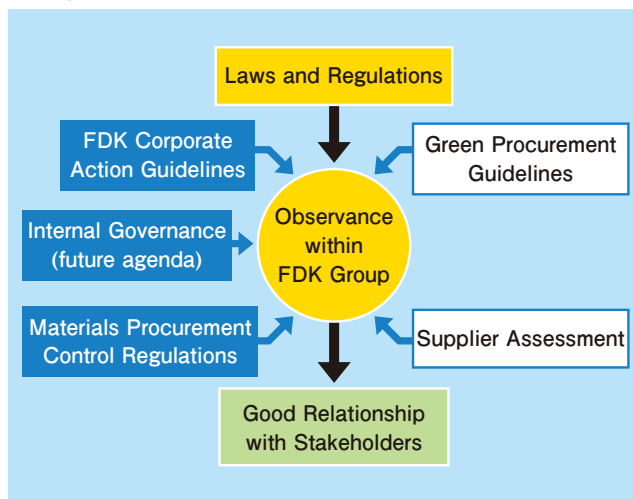 Laws and Regulations
FDK Corporate
Action Guidelines
Green Procurement
Guidelines
Internal Governance
(future agenda)
Observance
within
FDK Group
Materials Procurement
Control Regulations
Supplier Assessment
Good Relationship
with Stakeholders